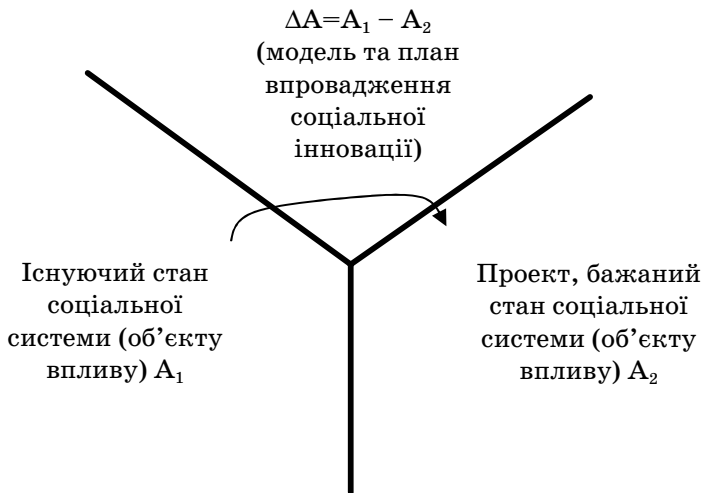 ΔA=A₁ – A₂
(модель та план
впровадження
соціальної
інновації)
Існуючий стан
соціальної
системи (об’єкту
впливу) A₁
Проект, бажаний
стан соціальної
системи (об’єкту
впливу) A₂